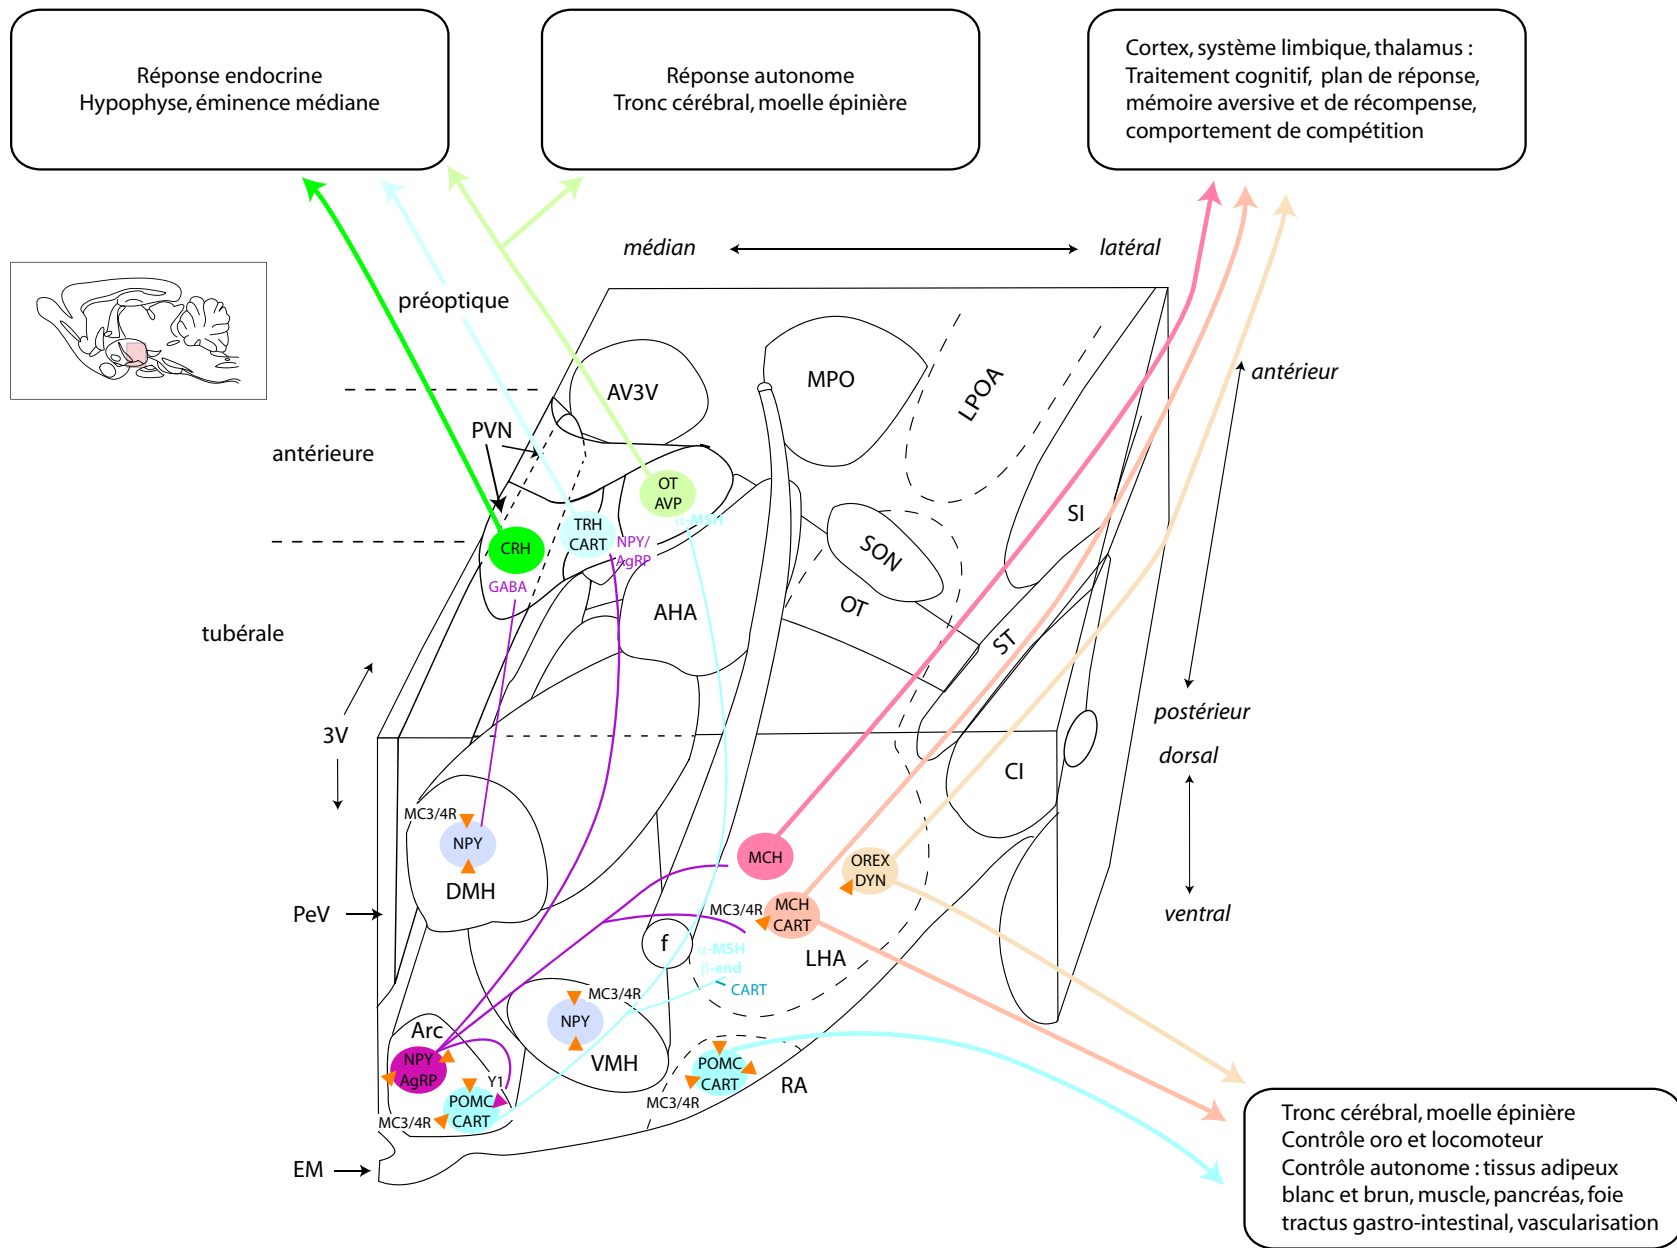 Réponse endocrine
Hypophyse, éminence médiane
Réponse autonome
Tronc cérébral, moelle épinière
Cortex, système limbique, thalamus :
Traitement cognitif, plan de réponse,
mémoire aversive et de récompense,
comportement de compétition
médian
latéral
préoptique
antérieur
AV3V
MPO
LPOA
PVN
antérieure
OT
AVP
α-MSH
SI
TRH
CART
NPY/
AgRP
CRH
SON
GABA
OT
AHA
tubérale
ST
postérieur
3V
dorsal
CI
MC3/4R
NPY
MCH
OREX
DYN
DMH
PeV
MC3/4R
MCH
CART
ventral
f
α-MSH
β-end
LHA
CART
MC3/4R
NPY
Arc
VMH
NPY
AgRP
Y1
POMC
CART
RA
POMC
CART
MC3/4R
MC3/4R
EM
Tronc cérébral, moelle épinière
Contrôle oro et locomoteur
Contrôle autonome : tissus adipeux
blanc et brun, muscle, pancréas, foie
tractus gastro-intestinal, vascularisation